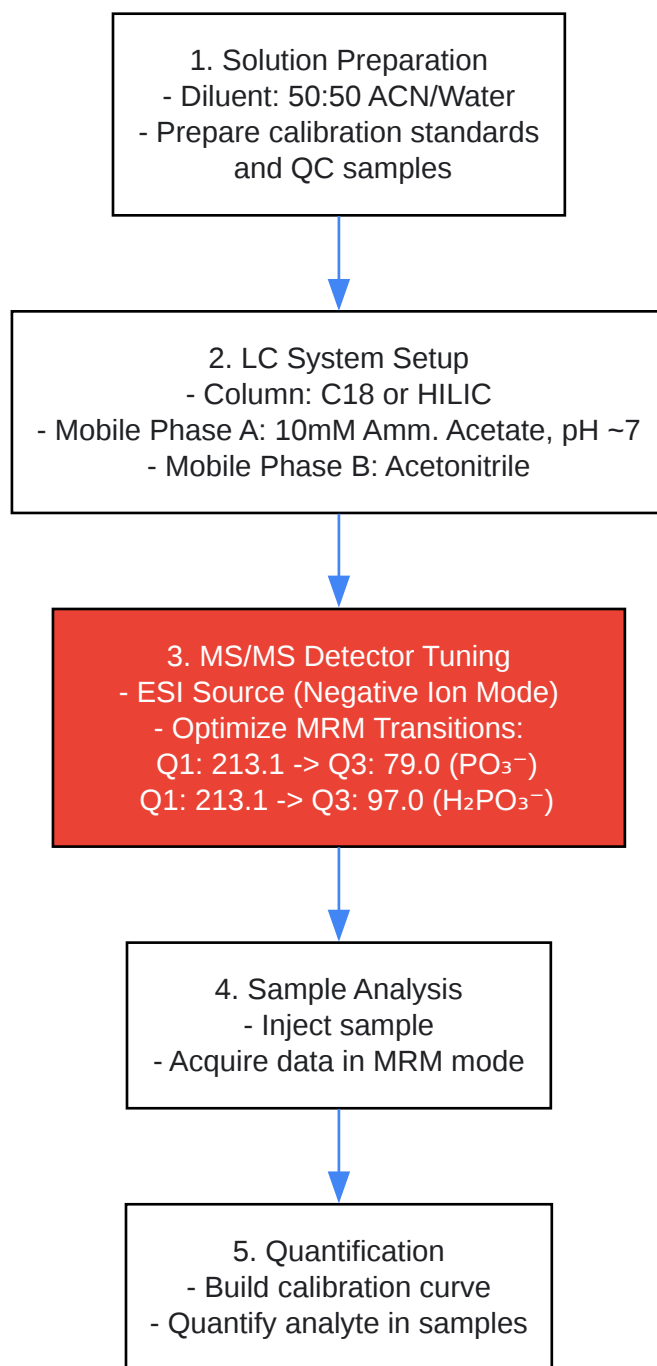 1. Solution Preparation
- Diluent: 50:50 ACN/Water
- Prepare calibration standards
and QC samples
2. LC System Setup
- Column: C18 or HILIC
- Mobile Phase A: 10mM Amm. Acetate, pH ~7
- Mobile Phase B: Acetonitrile
3. MS/MS Detector Tuning
- ESI Source (Negative Ion Mode)
- Optimize MRM Transitions:
Q1: 213.1 -> Q3: 79.0 (PO₃⁻)
Q1: 213.1 -> Q3: 97.0 (H₂PO₃⁻)
4. Sample Analysis
- Inject sample
- Acquire data in MRM mode
5. Quantification
- Build calibration curve
- Quantify analyte in samples